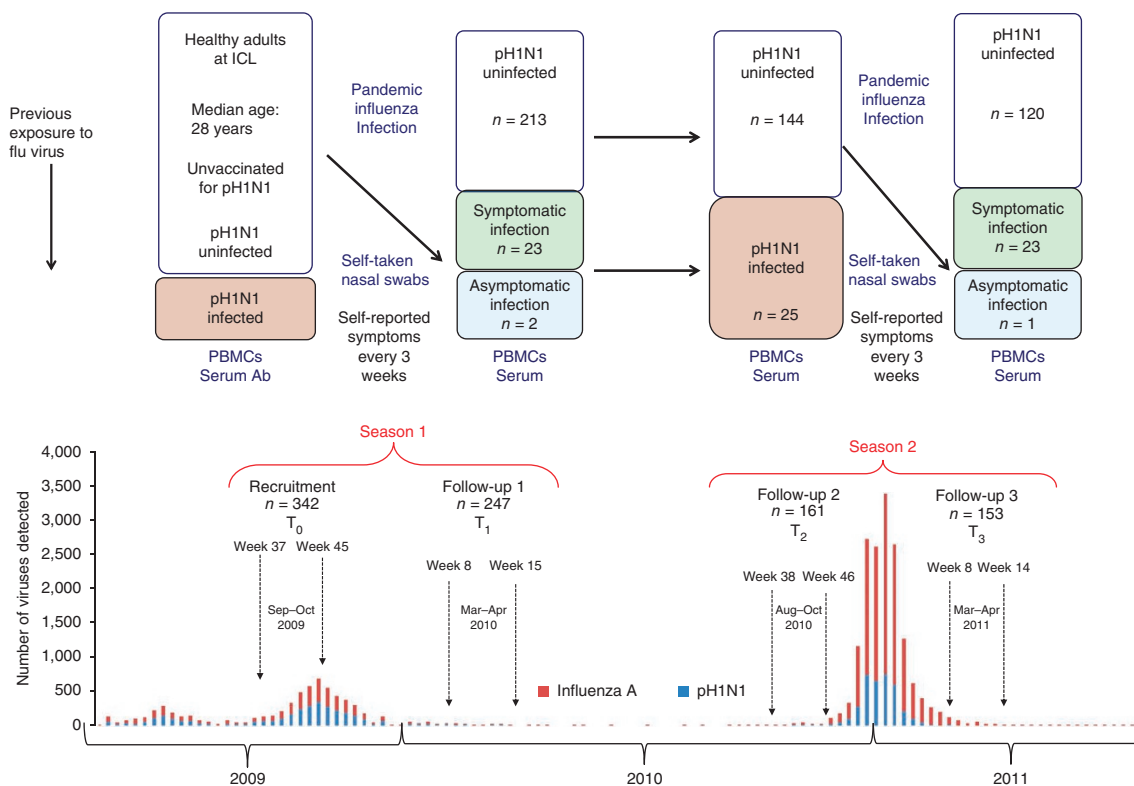 Previous
exposure to
flu virus
Healthy adults
at ICL
Median age:
28 years
Unvaccinated
for pH1N1
pH1N1
uninfected
pH1N1
infected
PBMCs
Serum Ab
Pandemic
influenza
Infection
Self-taken
nasal swabs
Self-reported
symptoms
every 3
weeks
pH1N1
uninfected
n = 213
Symptomatic
infection
n = 23
Asymptomatic
infection
n = 2
PBMCs
Serum
pH1N1
uninfected
n = 144
pH1N1
infected
n = 25
PBMCs
Serum
Pandemic
influenza
Infection
Self-taken
nasal swabs
Self-reported
symptoms
every 3
weeks
pH1N1
uninfected
n = 120
Symptomatic
infection
n = 23
Asymptomatic
infection
n = 1
PBMCs
Serum
Number of viruses detected
4,000
3,500
3,000
2,500
2,000
1,500
1,000
500
0
Season 1
Recruitment
n = 342
T0
Week 37 Week 45
Sep–Oct
2009
Follow-up 1
n = 247
T1
Week 8 Week 15
Mar–Apr
2010
Season 2
Follow-up 2
n = 161
T2
Week 38 Week 46
Aug–Oct
2010
Follow-up 3
n = 153
T3
Week 8 Week 14
Mar–Apr
2011
Influenza A pH1N1
2009 2010 2011